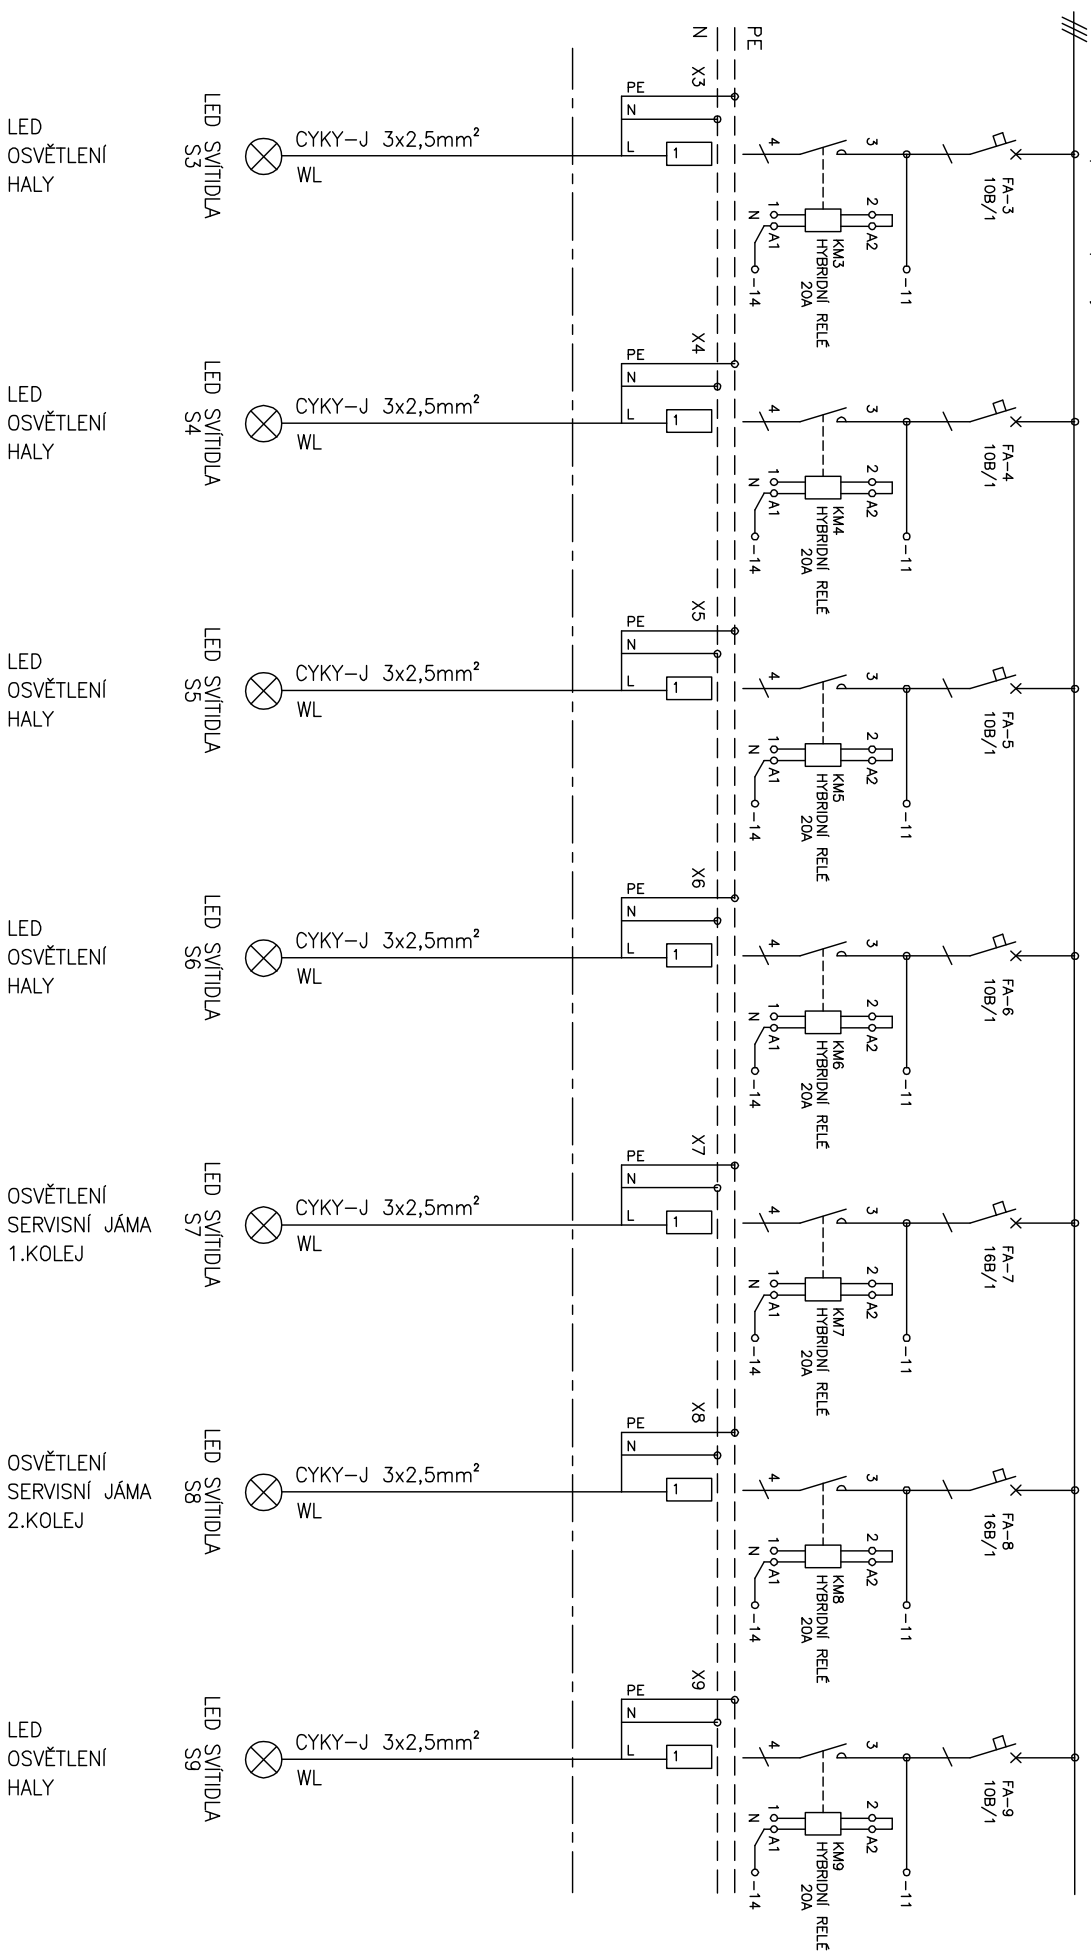 N
PE
X3
PE
N
L
1
4
3
FA-3
10B/1
2
A2
1
A1
N
KM3
HYBRIDNÍ RELÉ
20A
-14
-11
CYKY-J 3x2,5mm²
WL
LED SVÍTIDLA
S3
LED
OSVĚTLENÍ
HALY
X4
PE
N
L
1
4
3
FA-4
10B/1
2
A2
1
A1
N
KM4
HYBRIDNÍ RELÉ
20A
-14
-11
CYKY-J 3x2,5mm²
WL
LED SVÍTIDLA
S4
LED
OSVĚTLENÍ
HALY
X5
PE
N
L
1
4
3
FA-5
10B/1
2
A2
1
A1
N
KM5
HYBRIDNÍ RELÉ
20A
-14
-11
CYKY-J 3x2,5mm²
WL
LED SVÍTIDLA
S5
LED
OSVĚTLENÍ
HALY
X6
PE
N
L
1
4
3
FA-6
10B/1
2
A2
1
A1
N
KM6
HYBRIDNÍ RELÉ
20A
-14
-11
CYKY-J 3x2,5mm²
WL
LED SVÍTIDLA
S6
LED
OSVĚTLENÍ
HALY
X7
PE
N
L
1
4
3
FA-7
16B/1
2
A2
1
A1
N
KM7
HYBRIDNÍ RELÉ
20A
-14
-11
CYKY-J 3x2,5mm²
WL
LED SVÍTIDLA
S7
OSVĚTLENÍ
SERVISNÍ JÁMA
1.KOLEJ
X8
PE
N
L
1
4
3
FA-8
16B/1
2
A2
1
A1
N
KM8
HYBRIDNÍ RELÉ
20A
-14
-11
CYKY-J 3x2,5mm²
WL
LED SVÍTIDLA
S8
OSVĚTLENÍ
SERVISNÍ JÁMA
2.KOLEJ
X9
PE
N
L
1
4
3
FA-9
10B/1
2
A2
1
A1
N
KM9
HYBRIDNÍ RELÉ
20A
-14
-11
CYKY-J 3x2,5mm²
WL
LED SVÍTIDLA
S9
LED
OSVĚTLENÍ
HALY